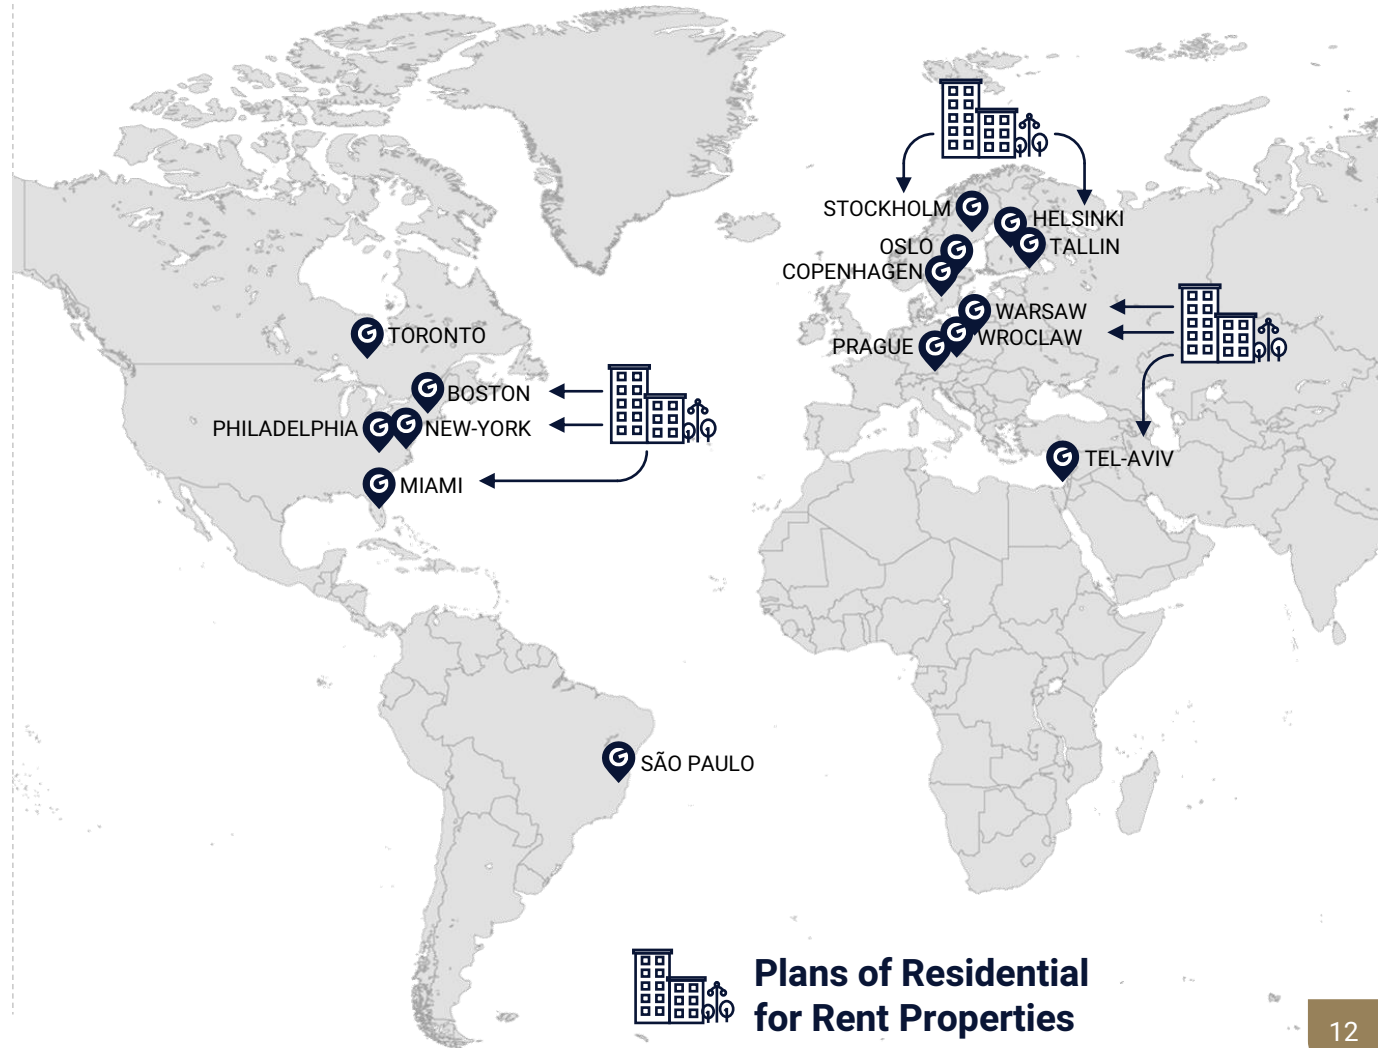 STOCKHOLM
HELSINKI
OSLO
TALLIN
COPENHAGEN
WARSAW
WROCLAW
PRAGUE
TORONTO
BOSTON
PHILADELPHIA
NEW-YORK
MIAMI
TEL-AVIV
SÃO PAULO
Plans of Residential
for Rent Properties
12